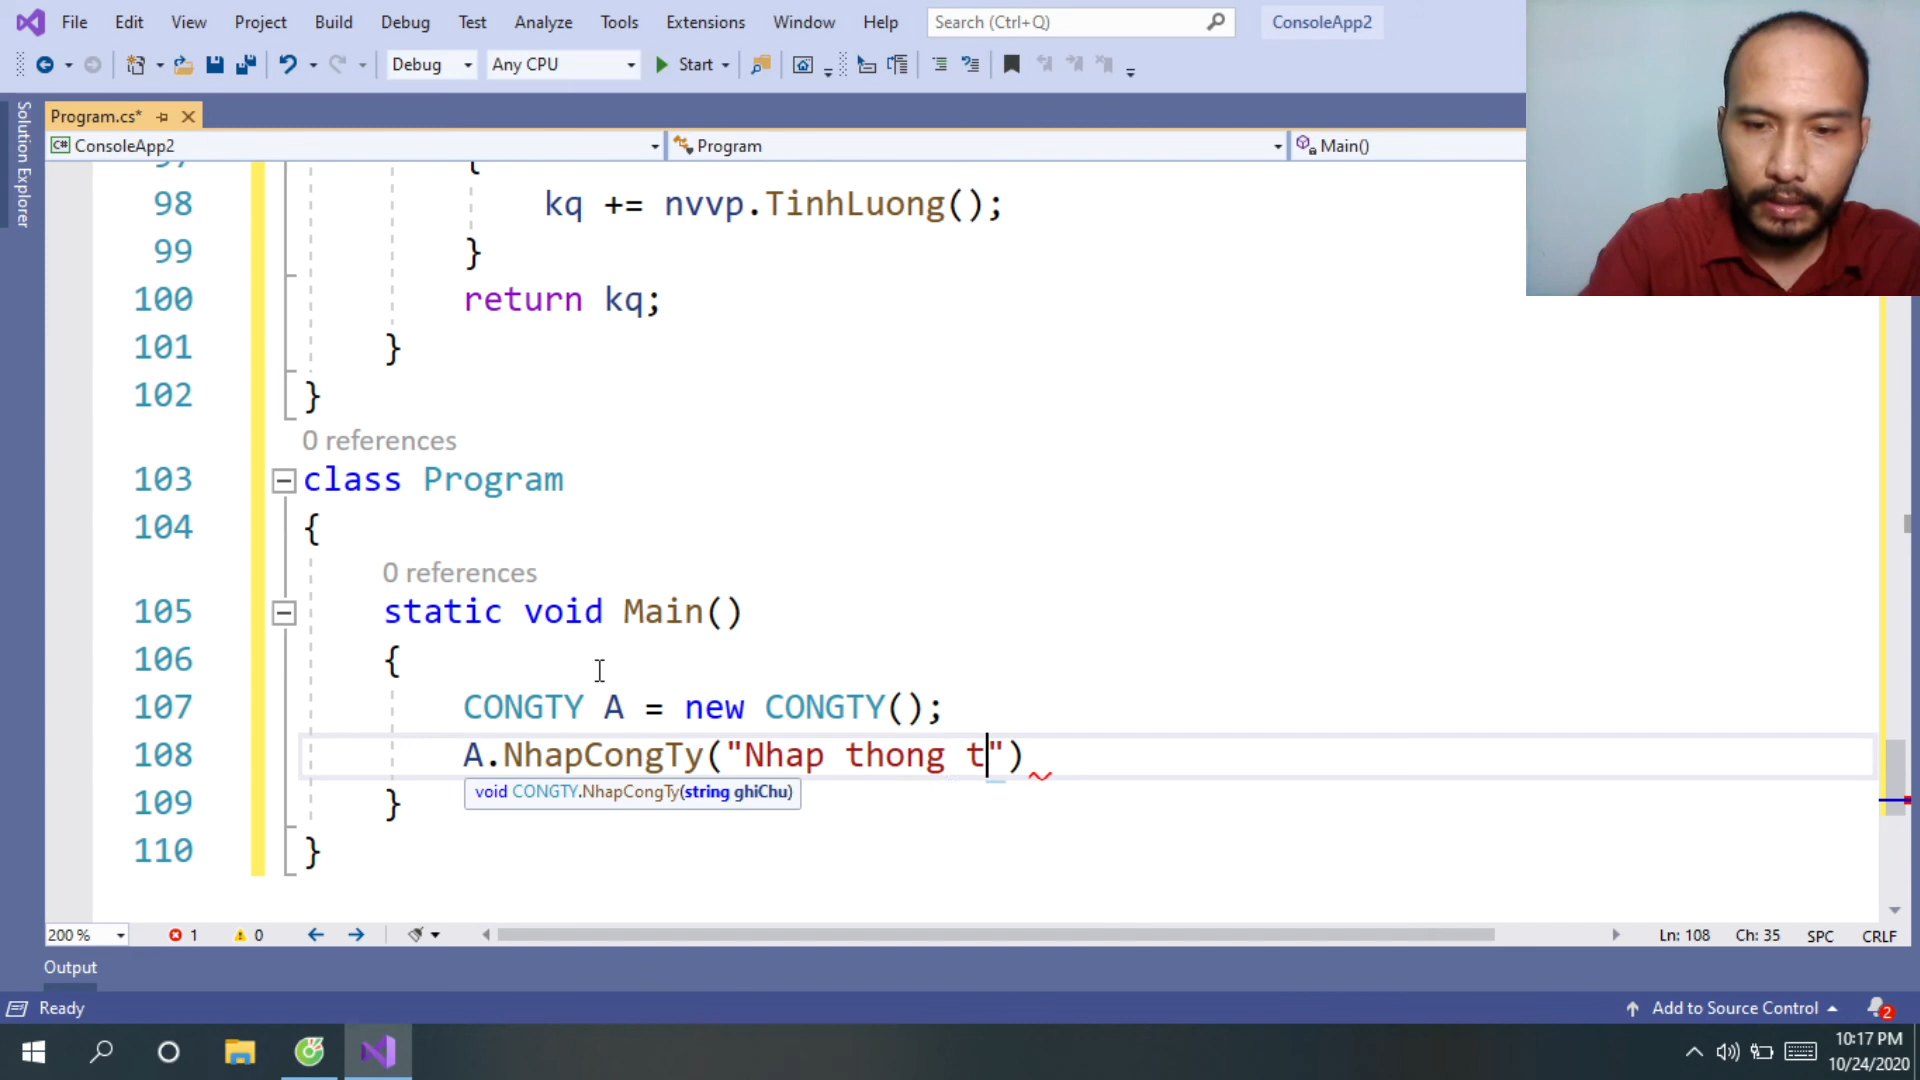 File Edit View Project Build Debug Test Analyze Tools Extensions Window Help Search (Ctrl+Q) ConsoleApp2
Debug Any CPU Start
Program.cs*
ConsoleApp2 Program Main()
Solution Explorer
{
98 kq += nvvp.TinhLuong();
99 }
100 return kq;
101 }
102 }
0 references
103 class Program
104 {
0 references
105 static void Main()
106 {
107 CONGTY A = new CONGTY();
108 A.NhapCongTy("Nhap thong t")
void CONGTY.NhapCongTy(string ghiChu)
109 }
110 }
200 % 1 0 Ln: 108 Ch: 35 SPC CRLF
Output
Ready Add to Source Control 2
10:17 PM
10/24/2020